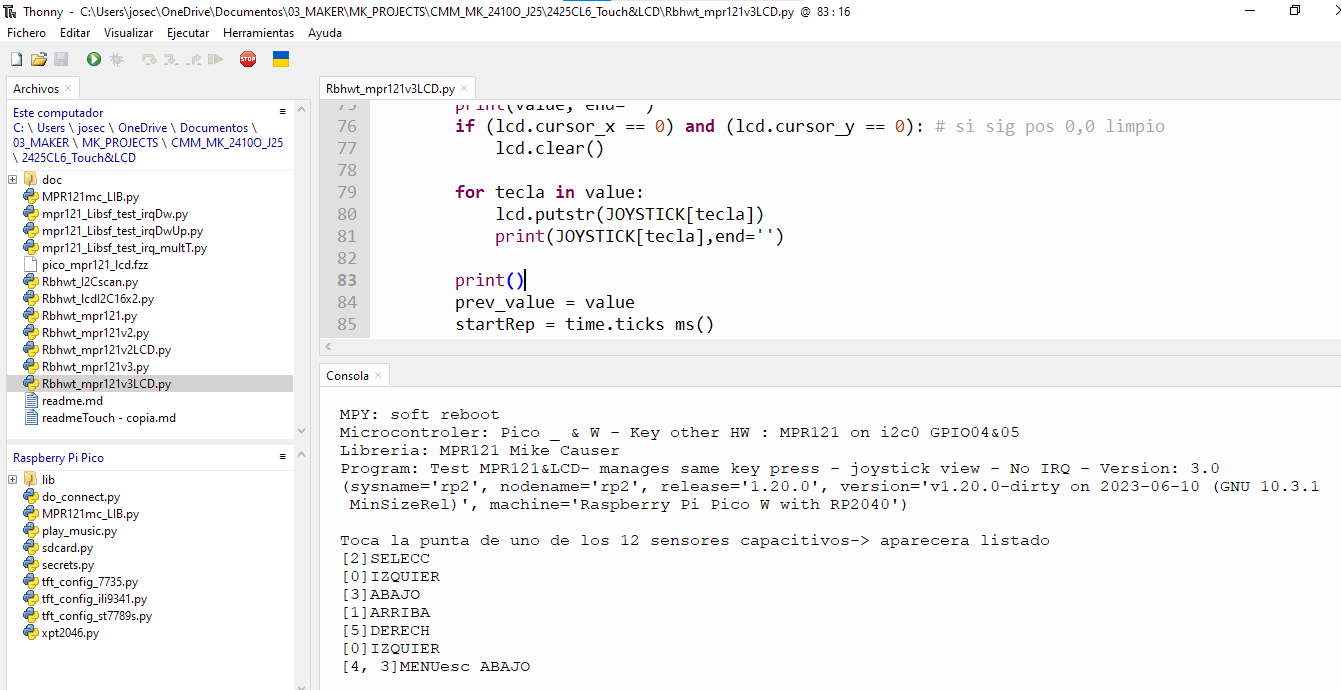 Thonny - C:\Users\josec\OneDrive\Documentos\03_MAKER\MK_PROJECTS\CMM_MK_2410O_J25\2425CL6_Touch&LCD\Rbhwt_mpr121v3LCD.py @ 83 : 16
Fichero Editar Visualizar Ejecutar Herramientas Ayuda
STOP
Archivos
Este computador
C: \ Users \ josec \ OneDrive \ Documentos \
03_MAKER \ MK_PROJECTS \ CMM_MK_2410O_J25
\ 2425CL6_Touch&LCD
doc
MPR121mc_LIB.py
mpr121_Libsf_test_irqDw.py
mpr121_Libsf_test_irqDwUp.py
mpr121_Libsf_test_irq_multT.py
pico_mpr121_lcd.fzz
Rbhwt_I2Cscan.py
Rbhwt_lcdI2C16x2.py
Rbhwt_mpr121.py
Rbhwt_mpr121v2.py
Rbhwt_mpr121v2LCD.py
Rbhwt_mpr121v3.py
Rbhwt_mpr121v3LCD.py
readme.md
readmeTouch - copia.md
Raspberry Pi Pico
lib
do_connect.py
MPR121mc_LIB.py
play_music.py
sdcard.py
secrets.py
tft_config_7735.py
tft_config_ili9341.py
tft_config_st7789s.py
xpt2046.py
Rbhwt_mpr121v3LCD.py
75 print(value, end=' ')
76 if (lcd.cursor_x == 0) and (lcd.cursor_y == 0): # si sig pos 0,0 limpio
77 lcd.clear()
78
79 for tecla in value:
80 lcd.putstr(JOYSTICK[tecla])
81 print(JOYSTICK[tecla],end='')
82
83 print()
84 prev_value = value
85 startRep = time.ticks_ms()
Consola
MPY: soft reboot
Microcontroler: Pico _ & W - Key other HW : MPR121 on i2c0 GPIO04&05
Libreria: MPR121 Mike Causer
Program: Test MPR121&LCD- manages same key press - joystick view - No IRQ - Version: 3.0
(sysname='rp2', nodename='rp2', release='1.20.0', version='v1.20.0-dirty on 2023-06-10 (GNU 10.3.1
MinSizeRel)', machine='Raspberry Pi Pico W with RP2040')
Toca la punta de uno de los 12 sensores capacitivos-> aparecera listado
[2]SELECC
[0]IZQUIER
[3]ABAJO
[1]ARRIBA
[5]DERECH
[0]IZQUIER
[4, 3]MENUesc ABAJO